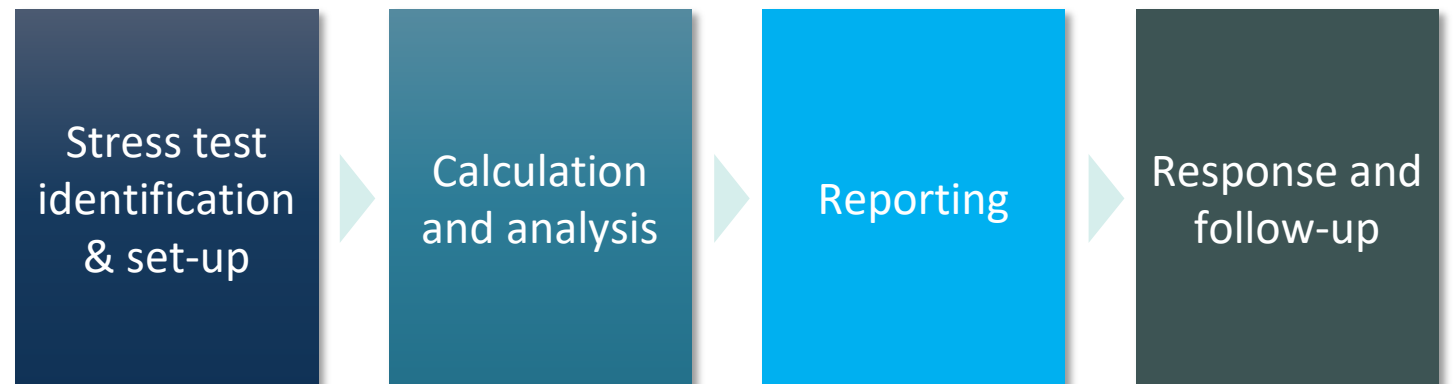 Stress test
identification
& set-up
Calculation
and analysis
Reporting
Response and
follow-up